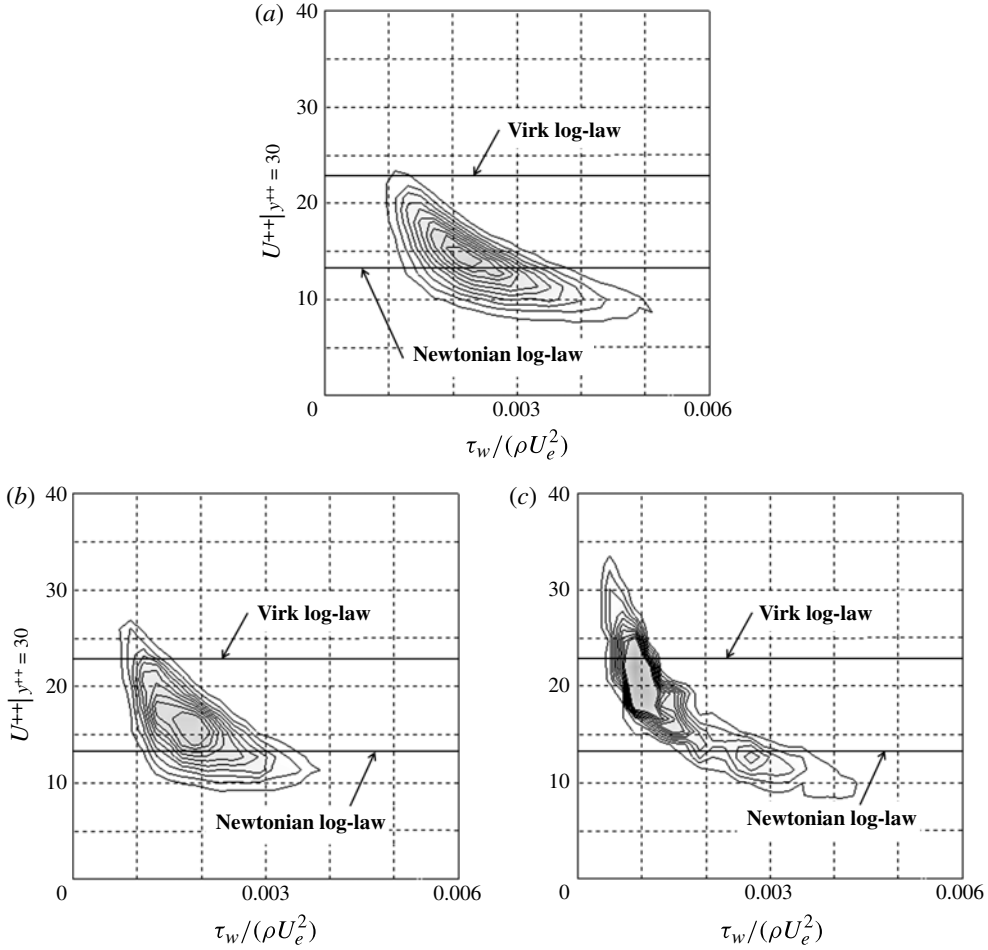 (a)
40
30
Virk log-law
U⁺⁺|y⁺⁺ = 30
20
10
Newtonian log-law
0
0.003
0.006
τw/(ρUe²)
(b)
40
30
Virk log-law
U⁺⁺|y⁺⁺ = 30
20
10
Newtonian log-law
0
0.003
0.006
τw/(ρUe²)
(c)
40
30
Virk log-law
20
10
Newtonian log-law
0
0.003
0.006
τw/(ρUe²)